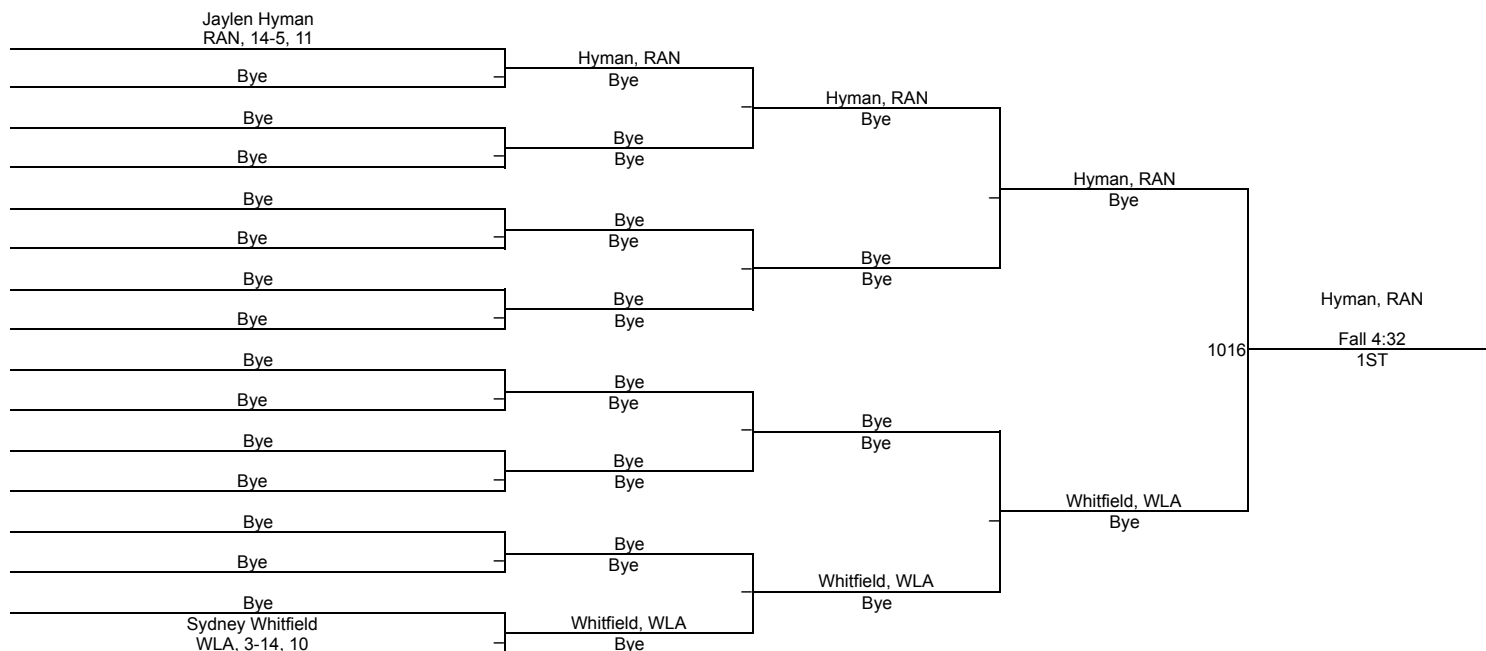 Jaylen Hyman
RAN, 14-5, 11
Bye
Bye
Bye
Bye
Bye
Bye
Bye
Bye
Bye
Bye
Bye
Bye
Bye
Bye
Sydney Whitfield
WLA, 3-14, 10
Hyman, RAN
Bye
Bye
Bye
Bye
Bye
Bye
Bye
Bye
Bye
Bye
Bye
Bye
Bye
Whitfield, WLA
Bye
Hyman, RAN
Bye
Bye
Bye
Bye
Bye
Whitfield, WLA
Bye
Hyman, RAN
Bye
Whitfield, WLA
Bye
1016
Hyman, RAN
Fall 4:32
1ST